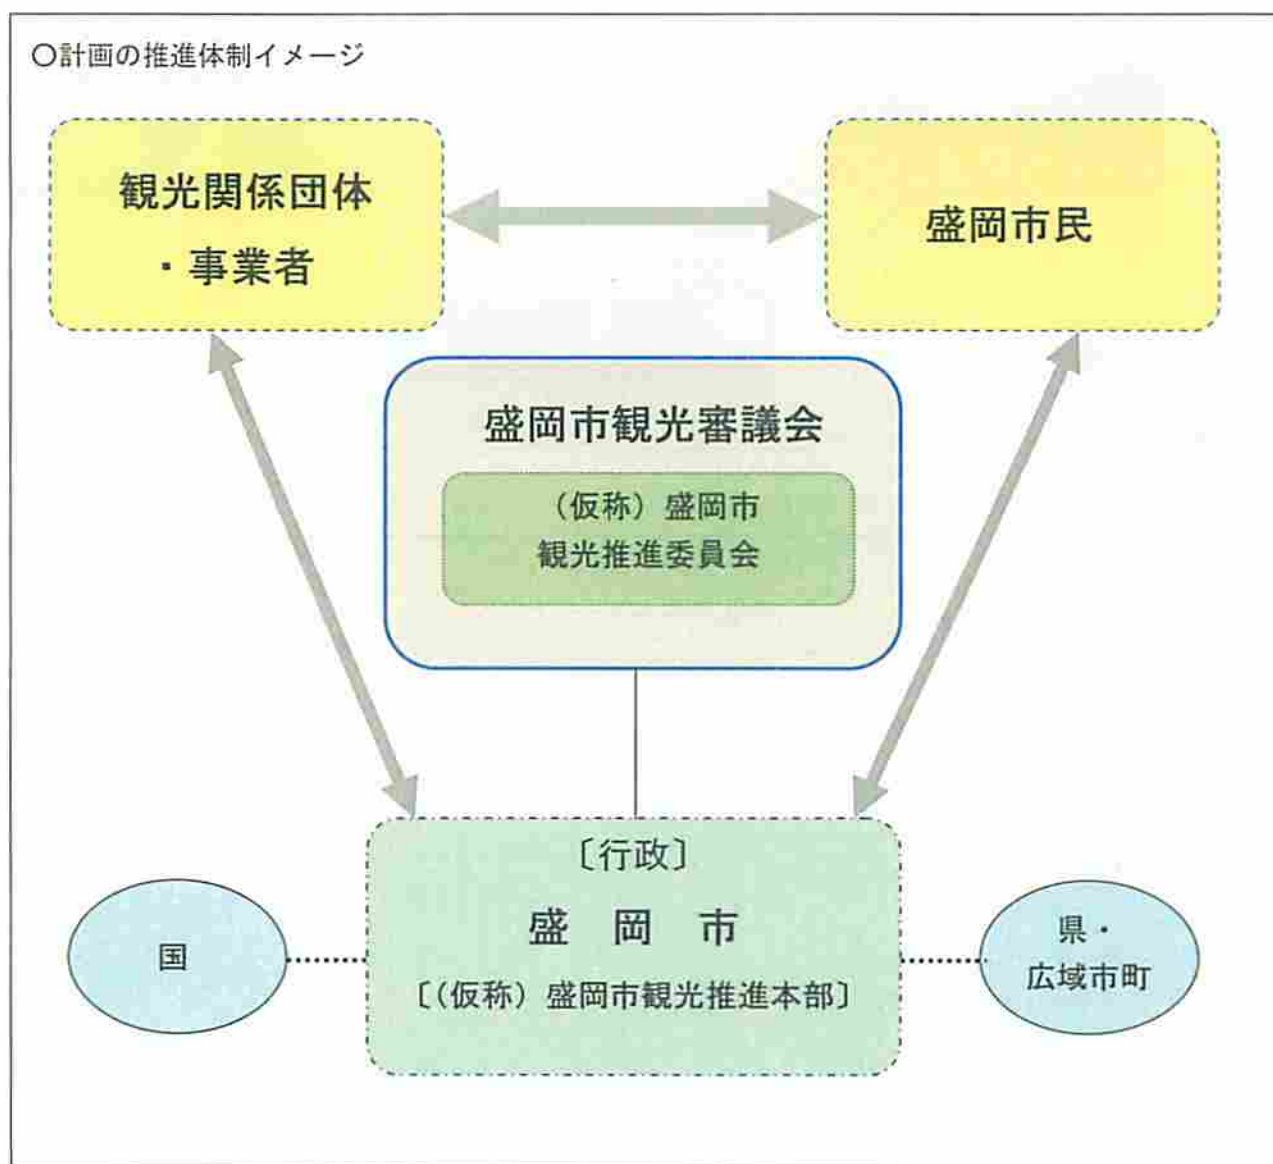 〇計画の推進体制イメージ
観光関係団体
・事業者
盛岡市民
盛岡市観光審議会
（仮称）盛岡市
観光推進委員会
〔行政〕
盛 岡 市
〔（仮称）盛岡市観光推進本部〕
国
県・
広域市町